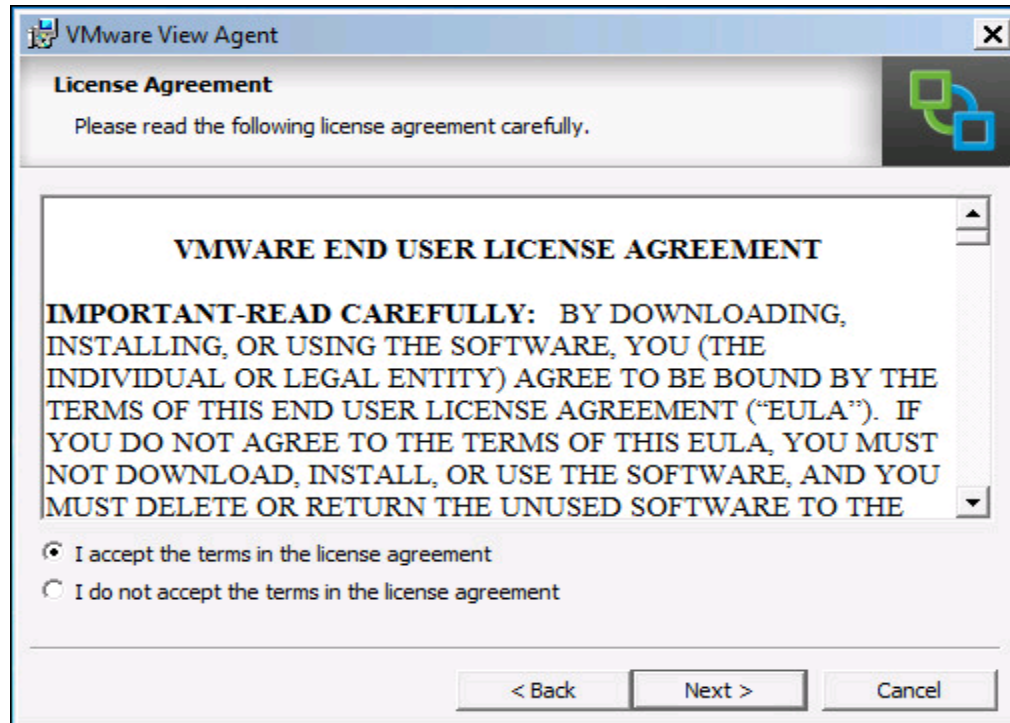 VMware View Agent
License Agreement
Please read the following license agreement carefully.
VMWARE END USER LICENSE AGREEMENT
IMPORTANT-READ CAREFULLY: BY DOWNLOADING,
INSTALLING, OR USING THE SOFTWARE, YOU (THE
INDIVIDUAL OR LEGAL ENTITY) AGREE TO BE BOUND BY THE
TERMS OF THIS END USER LICENSE AGREEMENT (“EULA”). IF
YOU DO NOT AGREE TO THE TERMS OF THIS EULA, YOU MUST
NOT DOWNLOAD, INSTALL, OR USE THE SOFTWARE, AND YOU
MUST DELETE OR RETURN THE UNUSED SOFTWARE TO THE
I accept the terms in the license agreement
I do not accept the terms in the license agreement
< Back Next > Cancel